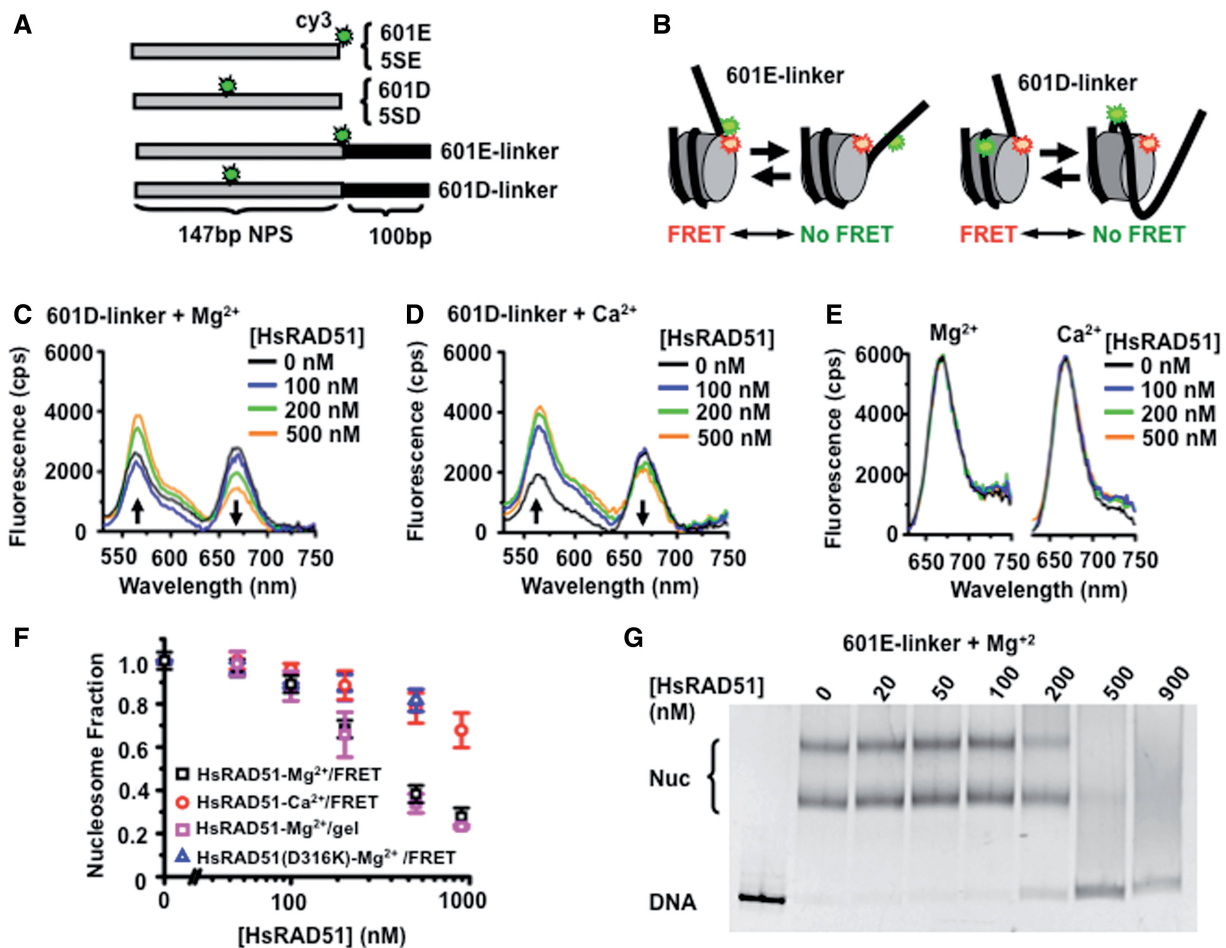 A
cy3
601E
5SE
601D
5SD
601E-linker
601D-linker
147bp NPS
100bp
B
601E-linker
601D-linker
FRET
No FRET
FRET
No FRET
C
601D-linker + Mg²⁺
[HsRAD51]
0 nM
100 nM
200 nM
500 nM
Fluorescence (cps)
6000
4000
2000
0
550 600 650 700 750
Wavelength (nm)
D
601D-linker + Ca²⁺
[HsRAD51]
0 nM
100 nM
200 nM
500 nM
Fluorescence (cps)
6000
4000
2000
0
550 600 650 700 750
Wavelength (nm)
E
Mg²⁺
Ca²⁺
[HsRAD51]
0 nM
100 nM
200 nM
500 nM
Fluorescence (cps)
6000
4000
2000
0
650 700 750
650 700 750
Wavelength (nm)
F
Nucleosome Fraction
1.0
0.8
0.6
0.4
0.2
0
HsRAD51-Mg²⁺/FRET
HsRAD51-Ca²⁺/FRET
HsRAD51-Mg²⁺/gel
HsRAD51(D316K)-Mg²⁺ /FRET
0 100 1000
[HsRAD51] (nM)
G
601E-linker + Mg⁺²
[HsRAD51]
(nM)
0 20 50 100 200 500 900
Nuc
DNA